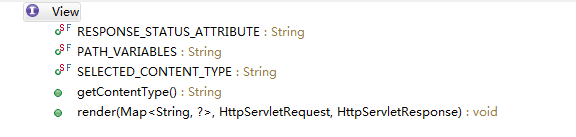 View
RESPONSE_STATUS_ATTRIBUTE : String
PATH_VARIABLES : String
SELECTED_CONTENT_TYPE : String
getContentType() : String
render(Map<String, ?>, HttpServletRequest, HttpServletResponse) : void